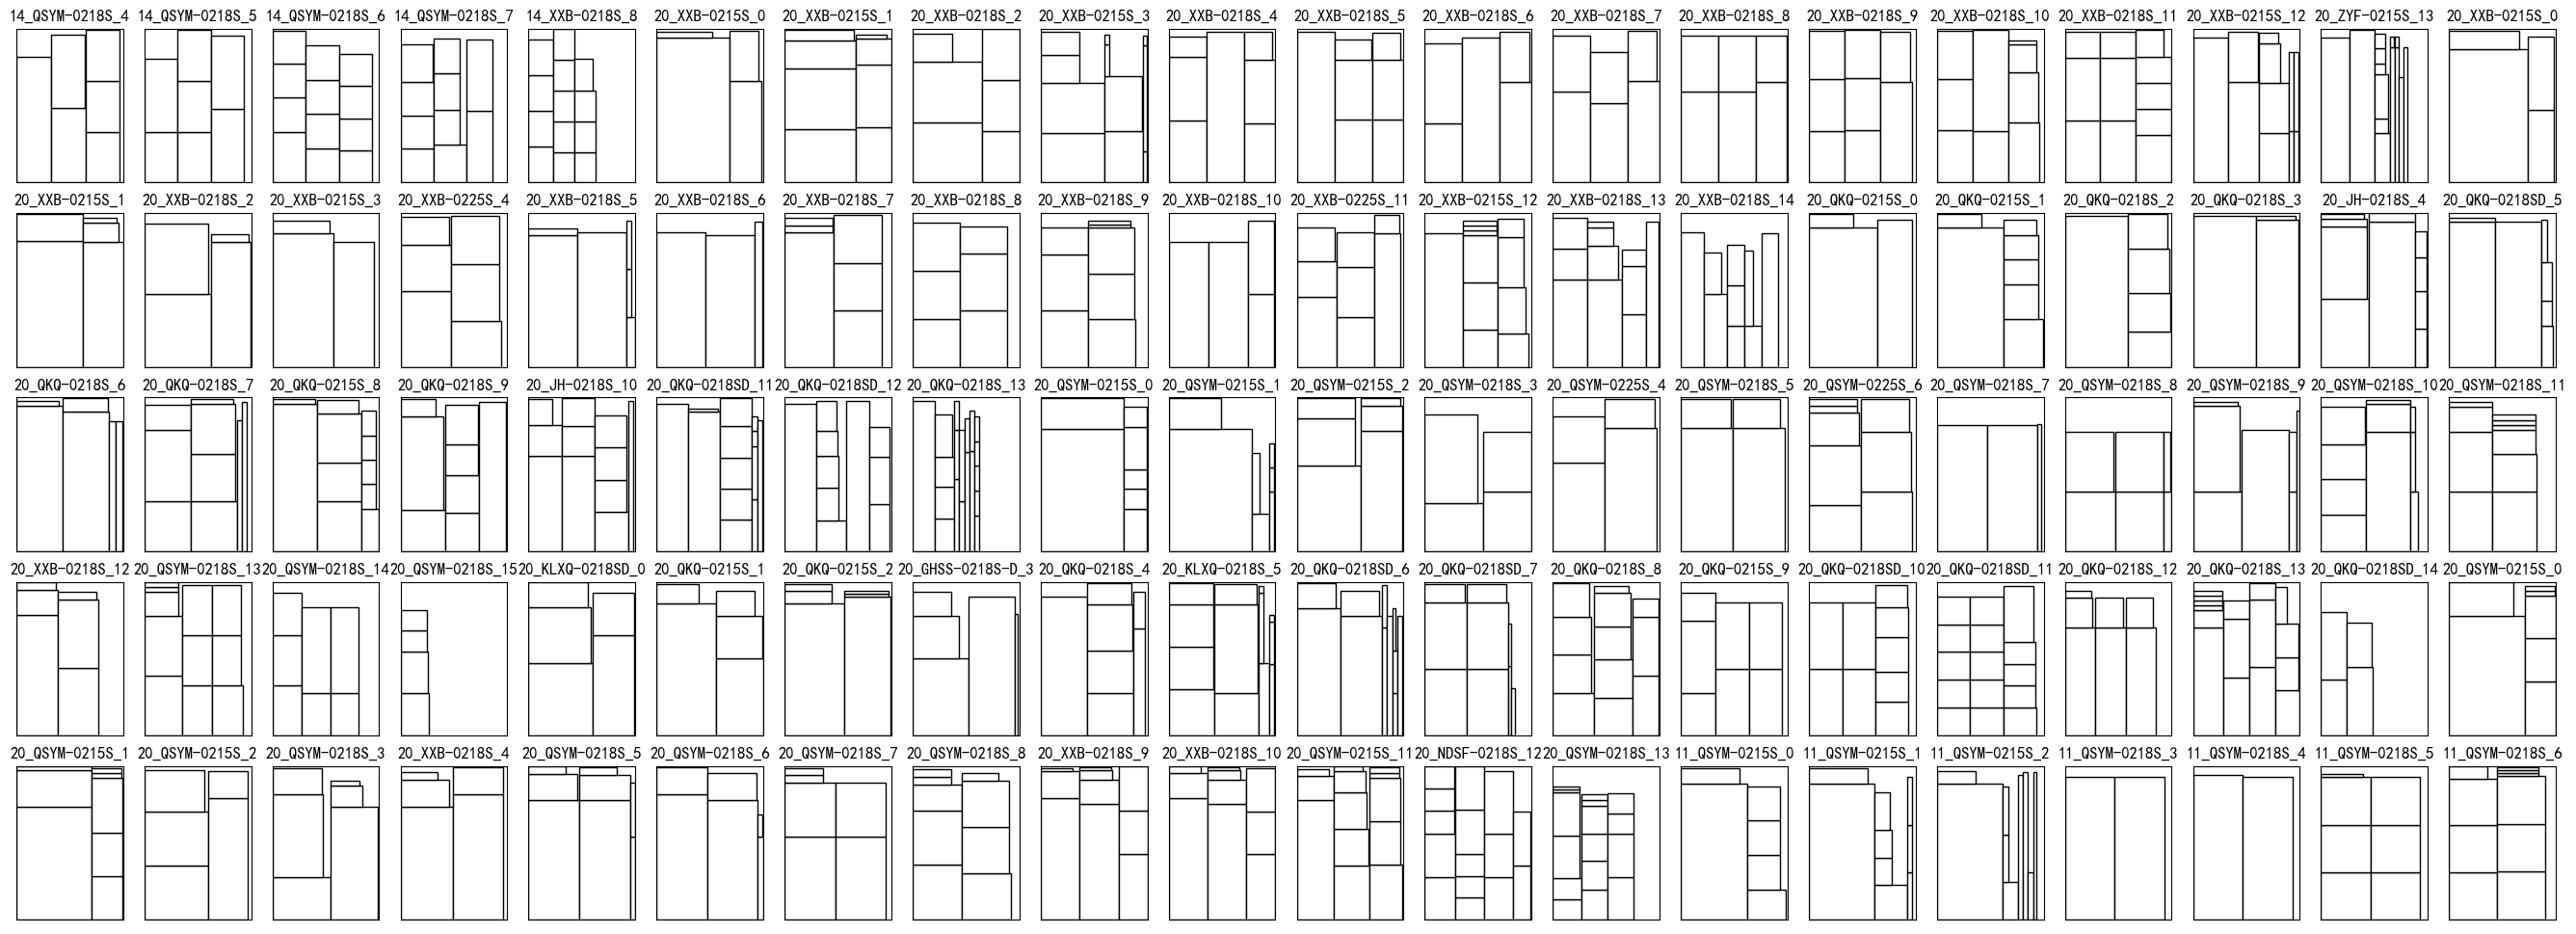 14_QSYM-0218S_4 14_QSYM-0218S_5 14_QSYM-0218S_6 14_QSYM-0218S_7 14_XXB-0218S_8 20_XXB-0215S_0 20_XXB-0215S_1 20_XXB-0218S_2 20_XXB-0215S_3 20_XXB-0218S_4 20_XXB-0218S_5 20_XXB-0218S_6 20_XXB-0218S_7 20_XXB-0218S_8 20_XXB-0218S_9 20_XXB-0218S_10 20_XXB-0218S_11 20_XXB-0215S_12 20_ZYF-0215S_13 20_XXB-0215S_0
20_XXB-0215S_1 20_XXB-0218S_2 20_XXB-0215S_3 20_XXB-0225S_4 20_XXB-0218S_5 20_XXB-0218S_6 20_XXB-0218S_7 20_XXB-0218S_8 20_XXB-0218S_9 20_XXB-0218S_10 20_XXB-0225S_11 20_XXB-0215S_12 20_XXB-0218S_13 20_XXB-0218S_14 20_QKQ-0215S_0 20_QKQ-0215S_1 20_QKQ-0218S_2 20_QKQ-0218S_3 20_JH-0218S_4 20_QKQ-0218SD_5
20_QKQ-0218S_6 20_QKQ-0218S_7 20_QKQ-0215S_8 20_QKQ-0218S_9 20_JH-0218S_10 20_QKQ-0218SD_11 20_QKQ-0218SD_12 20_QKQ-0218S_13 20_QSYM-0215S_0 20_QSYM-0215S_1 20_QSYM-0215S_2 20_QSYM-0218S_3 20_QSYM-0225S_4 20_QSYM-0218S_5 20_QSYM-0225S_6 20_QSYM-0218S_7 20_QSYM-0218S_8 20_QSYM-0218S_9 20_QSYM-0218S_10 20_QSYM-0218S_11
20_XXB-0218S_12 20_QSYM-0218S_13 20_QSYM-0218S_14 20_QSYM-0218S_15 20_KLXQ-0218SD_0 20_QKQ-0215S_1 20_QKQ-0215S_2 20_GHSS-0218S-D_3 20_QKQ-0218S_4 20_KLXQ-0218S_5 20_QKQ-0218SD_6 20_QKQ-0218SD_7 20_QKQ-0218S_8 20_QKQ-0215S_9 20_QKQ-0218SD_10 20_QKQ-0218SD_11 20_QKQ-0218S_12 20_QKQ-0218S_13 20_QKQ-0218SD_14 20_QSYM-0215S_0
20_QSYM-0215S_1 20_QSYM-0215S_2 20_QSYM-0218S_3 20_XXB-0218S_4 20_QSYM-0218S_5 20_QSYM-0218S_6 20_QSYM-0218S_7 20_QSYM-0218S_8 20_XXB-0218S_9 20_XXB-0218S_10 20_QSYM-0215S_11 20_NDSF-0218S_12 20_QSYM-0218S_13 11_QSYM-0215S_0 11_QSYM-0215S_1 11_QSYM-0215S_2 11_QSYM-0218S_3 11_QSYM-0218S_4 11_QSYM-0218S_5 11_QSYM-0218S_6